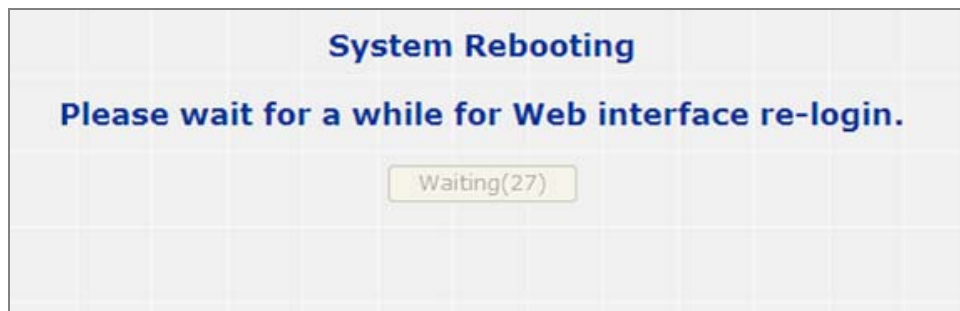 System Rebooting
Please wait for a while for Web interface re-login.
Waiting(27)